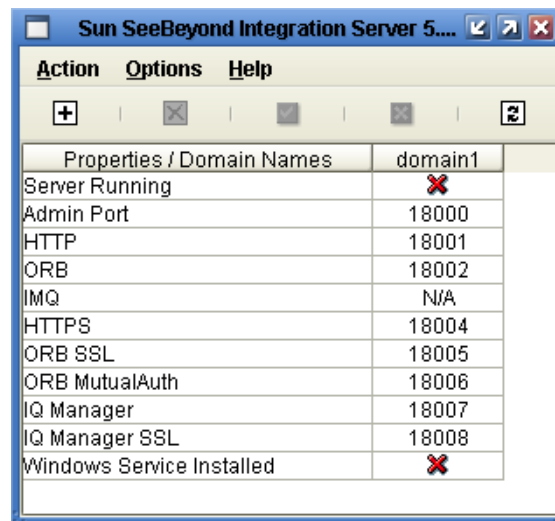 Sun SeeBeyond Integration Server 5....
Action Options Help
Properties / Domain Names domain1
Server Running
Admin Port 18000
HTTP 18001
ORB 18002
IMQ N/A
HTTPS 18004
ORB SSL 18005
ORB MutualAuth 18006
IQ Manager 18007
IQ Manager SSL 18008
Windows Service Installed